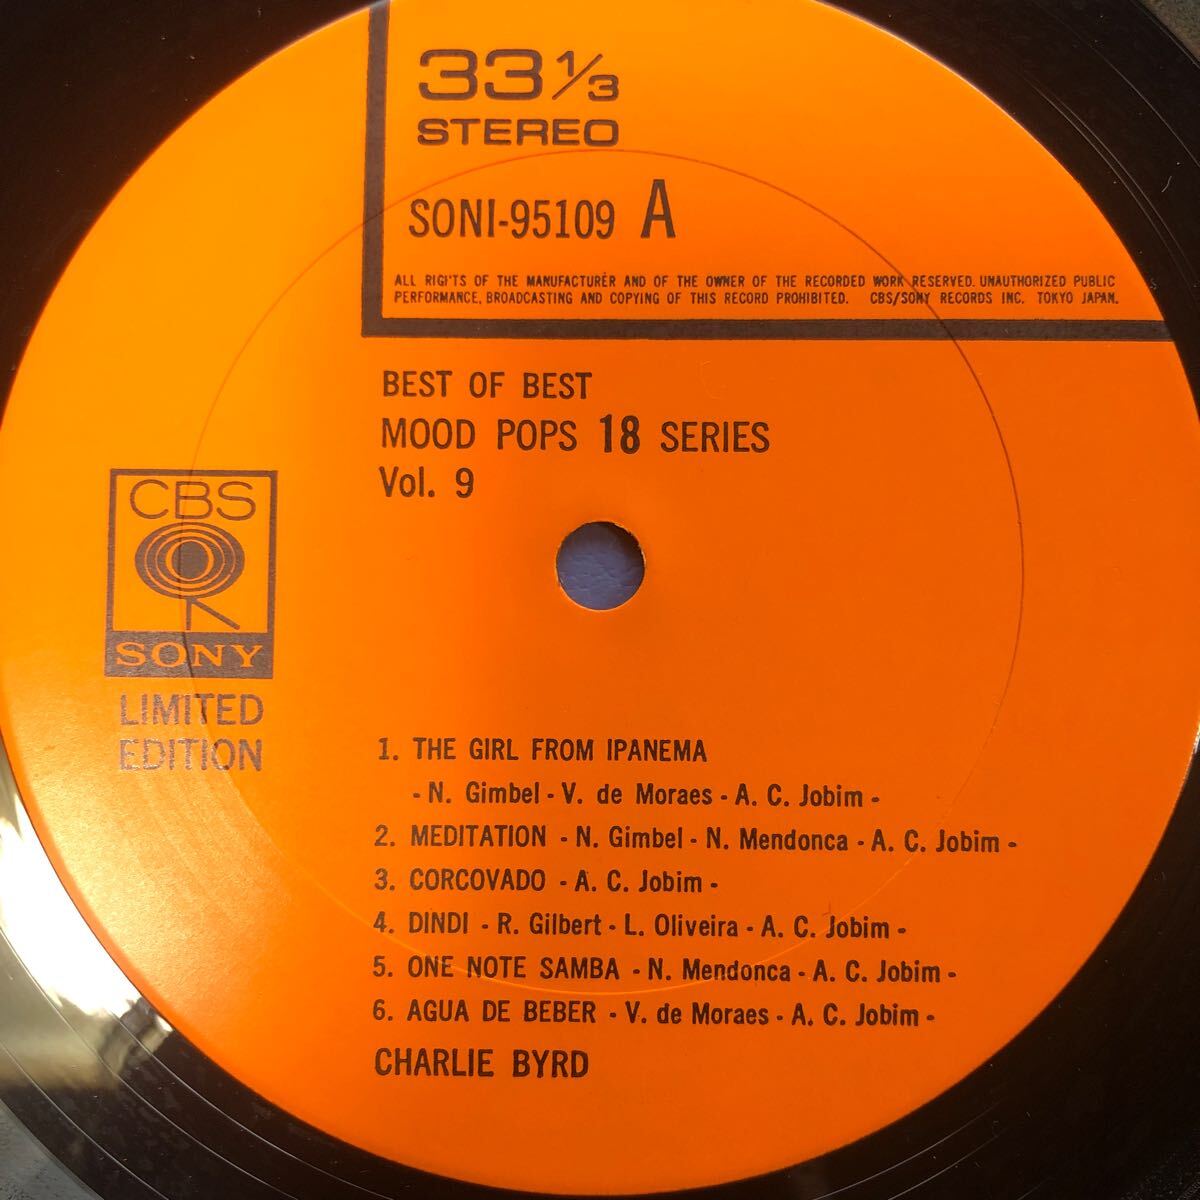 33 1/3
STEREO
SONI-95109 A
ALL RIG'TS OF THE MANUFACTURÉR AND OF THE OWNER OF THE RECORDED WORK RESERVED. UNAUTHORIZED PUBLIC
PERFORMANCE, BROADCASTING AND COPYING OF THIS RECORD PROHIBITED. CBS/SONY RECORDS INC. TOKYO JAPAN.
BEST OF BEST
MOOD POPS 18 SERIES
Vol. 9
CBS
SONY
LIMITED
EDITION
1. THE GIRL FROM IPANEMA
- N. Gimbel - V. de Moraes - A. C. Jobim -
2. MEDITATION - N. Gimbel - N. Mendonca - A. C. Jobim -
3. CORCOVADO - A. C. Jobim -
4. DINDI - R. Gilbert - L. Oliveira - A. C. Jobim -
5. ONE NOTE SAMBA - N. Mendonca - A. C. Jobim -
6. AGUA DE BEBER - V. de Moraes - A. C. Jobim -
CHARLIE BYRD